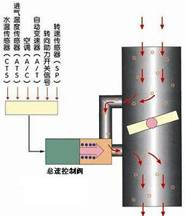 水温传感器(CTS)
进气温度传感器(ATS)
空调(A/C)
自动变速器(A/T)
转向助力开关信号
转速传感器(SP)
怠速控制阀